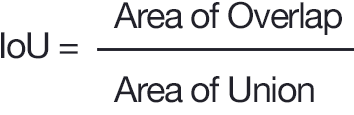 Area of Overlap
IoU =
Area of Union